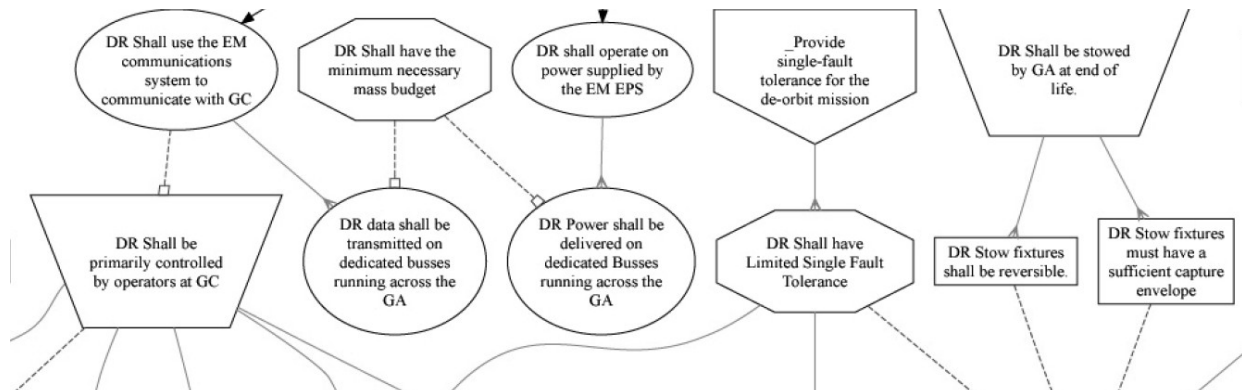 DR Shall use the EM
communications
system to
communicate with GC
DR Shall have the
minimum necessary
mass budget
DR shall operate on
power supplied by
the EM EPS
_Provide
single-fault
tolerance for the
de-orbit mission
DR Shall be stowed
by GA at end of
life.
DR Shall be
primarily controlled
by operators at GC
DR data shall be
transmitted on
dedicated busses
running across the
GA
DR Power shall be
delivered on
dedicated Busses
running across the
GA
DR Shall have
Limited Single Fault
Tolerance
DR Stow fixtures
shall be reversible.
DR Stow fixtures
must have a
sufficient capture
envelope